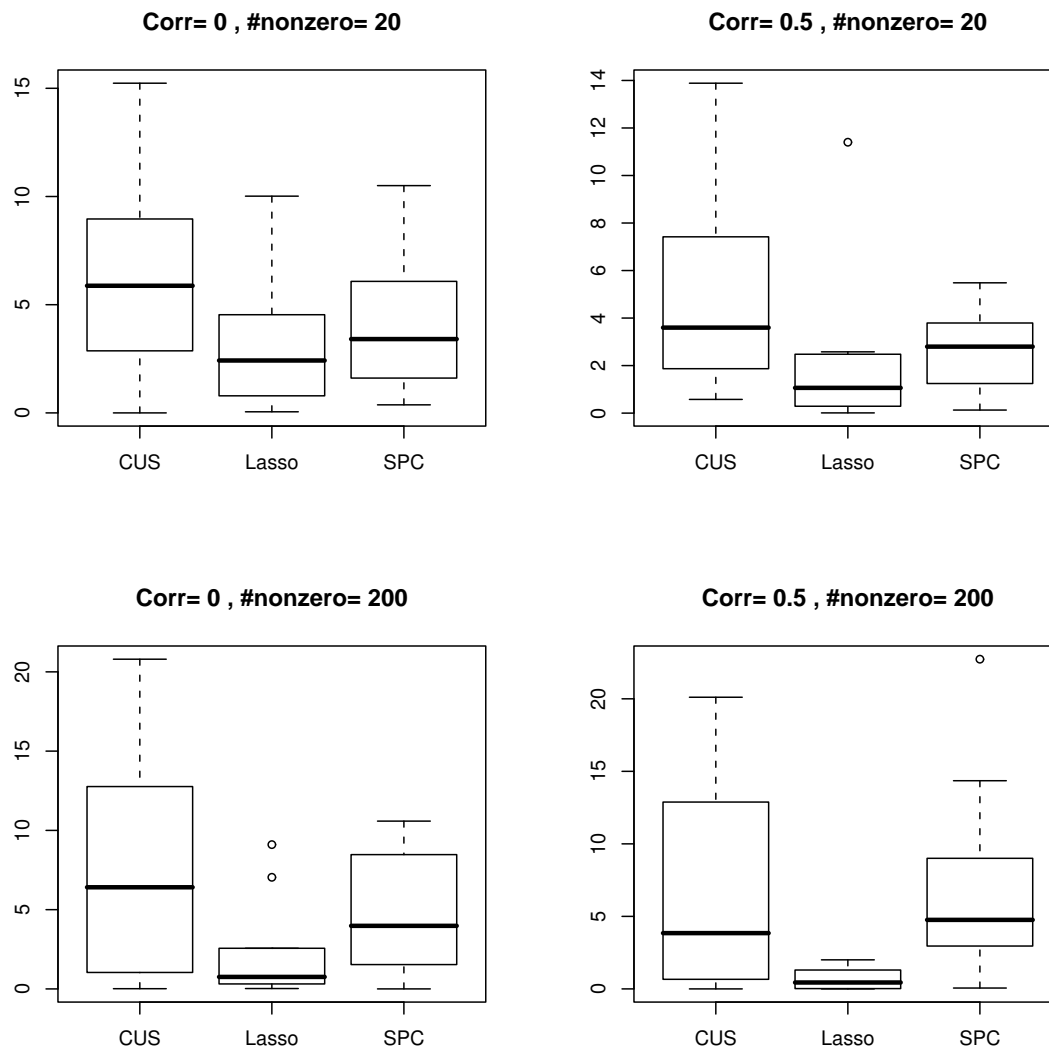 Corr= 0 , #nonzero= 20
15
10
5
0
CUS Lasso SPC
Corr= 0.5 , #nonzero= 20
14
12
10
8
6
4
2
0
CUS Lasso SPC
Corr= 0 , #nonzero= 200
20
15
10
5
0
CUS Lasso SPC
Corr= 0.5 , #nonzero= 200
20
15
10
5
0
CUS Lasso SPC